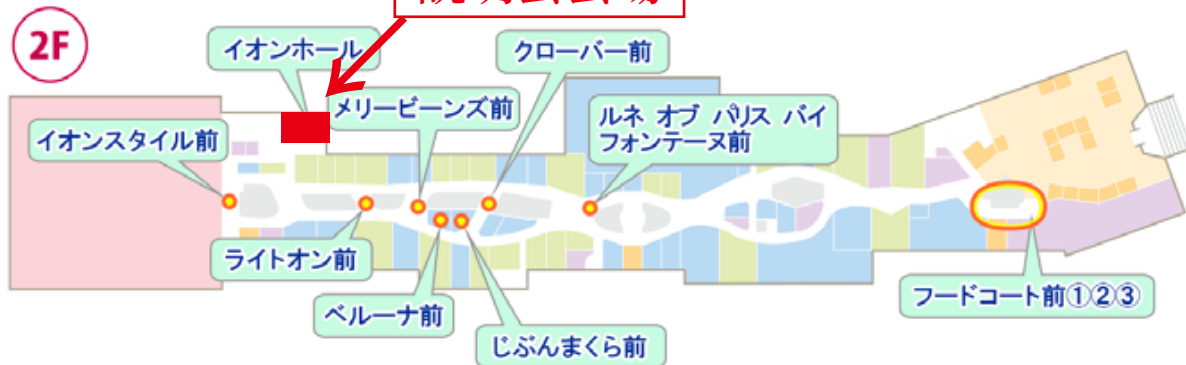 2F
イオンホール
クローバー前
メリービーンズ前
ルネ オブ パリス バイ
フォンテーヌ前
イオンスタイル前
ライトオン前
ベルーナ前
じぶんまくら前
フードコート前①②③